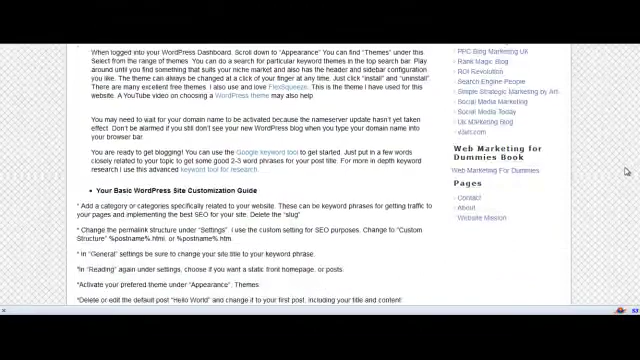 When logged into your WordPress Dashboard. Scroll down to "Appearance" You can find "Themes" under this
Select from the range of themes. You can do a search for particular keyword themes in the top search bar. Play
around until you find something that suits your niche market and also has the header and sidebar configuration
you like. The theme can always be changed at a click of your finger at any time. Just click "install" and "uninstall".
There are many excellent free themes. I also use and love FlexSqueeze. This is the theme I have used for this
website. A YouTube video on choosing a WordPress theme may also help
You may need to wait for your domain name to be activated because the nameserver update hasn't yet taken
effect. Don't be alarmed if you still don't see your new WordPress blog when you type your domain name into
your browser bar.
You are ready to get blogging! You can use the Google keyword tool to get started. Just put in a few words
closely related to your topic to get some good 2-3 word phrases for your post title. For more in depth keyword
research I use this advanced keyword tool for research.
• Your Basic WordPress Site Customization Guide
* Add a category or categories specifically related to your website. These can be keyword phrases for getting traffic to
your pages and implementing the best SEO for your site. Delete the "slug"
* Change the permalink structure under "Settings" I use the custom setting for SEO purposes. Change to "Custom
Structure" %postname%.html. or %postname%.htm.
* In "General" settings be sure to change your site title to your keyword phrase.
*In "Reading" again under settings, choose if you want a static front homepage, or posts.
*Activate your preferred theme under "Appearance", Themes
*Delete or edit the default post "Hello World" and change it to your first post, including your title and content!
PPC Blog Marketing UK
Rank Magic Blog
ROI Revolution
Search Engine People
Simple Strategic Marketing by Art
Social Media Marketing
Social Media Today
Us Marketing Blog
Web Marketing for
Dummies Book
Web Marketing For Dummies
Pages
Contact
About
Website Mission